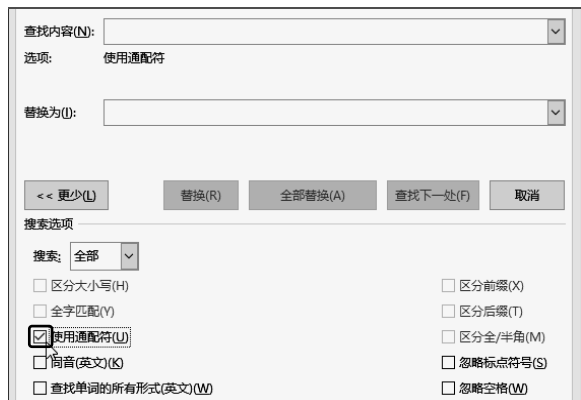 查找内容(N):
选项: 使用通配符
替换为(I):
<< 更少(L) 替换(R) 全部替换(A) 查找下一处(F) 取消
搜索选项
搜索: 全部
区分大小写(H) 区分前缀(X)
全字匹配(Y) 区分后缀(T)
使用通配符(U) 区分全/半角(M)
同音(英文)(K) 忽略标点符号(S)
查找单词的所有形式(英文)(W) 忽略空格(W)